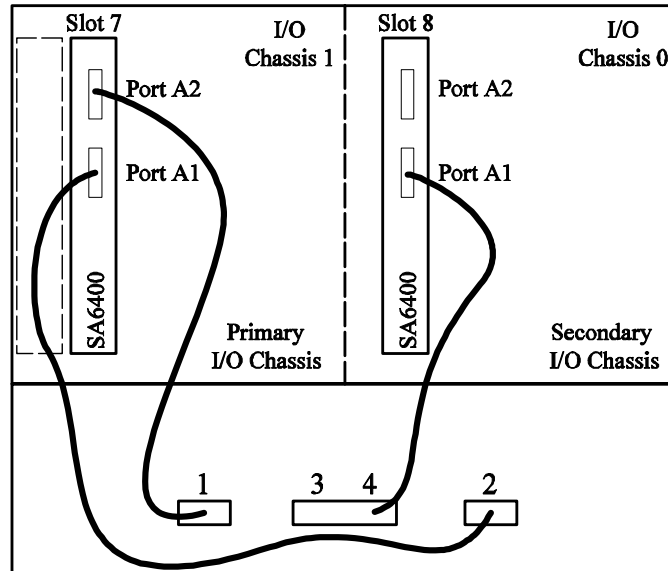 Slot 7
I/O
Chassis 1
Port A2
Port A1
SA6400
Primary
I/O Chassis
Slot 8
I/O
Chassis 0
Port A2
Port A1
SA6400
Secondary
I/O Chassis
1
3 4
2